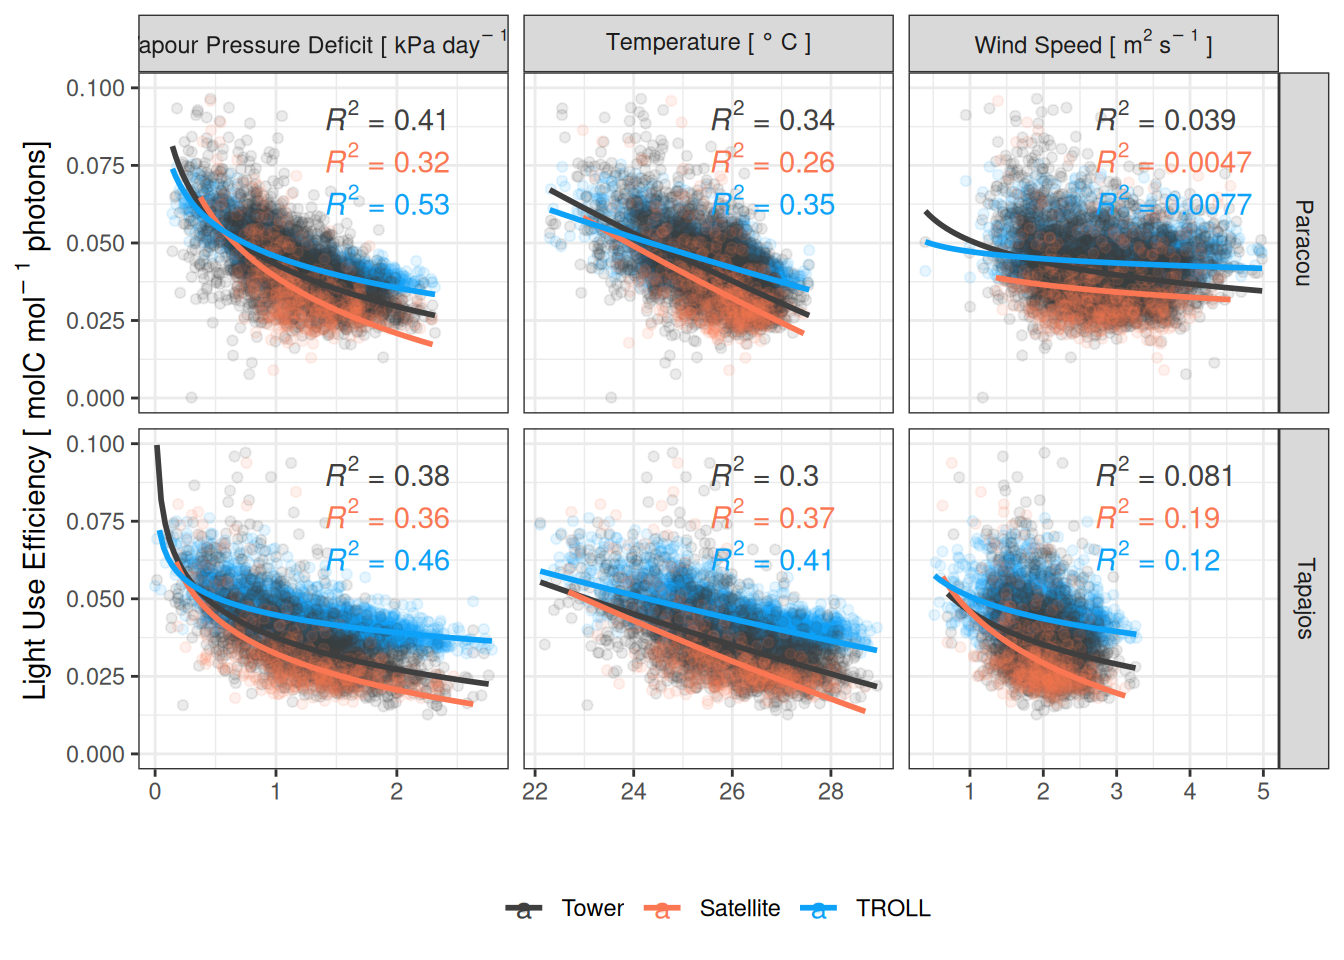 apour Pressure Deficit [ kPa day⁻ ¹
Temperature [ ° C ]
Wind Speed [ m² s⁻ ¹ ]
Light Use Efficiency [ molC mol⁻ ¹ photons]
0.100
0.075
0.050
0.025
0.000
R² = 0.41
R² = 0.32
R² = 0.53
R² = 0.34
R² = 0.26
R² = 0.35
R² = 0.039
R² = 0.0047
R² = 0.0077
Paracou
0.100
0.075
0.050
0.025
0.000
R² = 0.38
R² = 0.36
R² = 0.46
R² = 0.3
R² = 0.37
R² = 0.41
R² = 0.081
R² = 0.19
R² = 0.12
Tapajos
0 1 2
22 24 26 28
1 2 3 4 5
a Tower a Satellite a TROLL